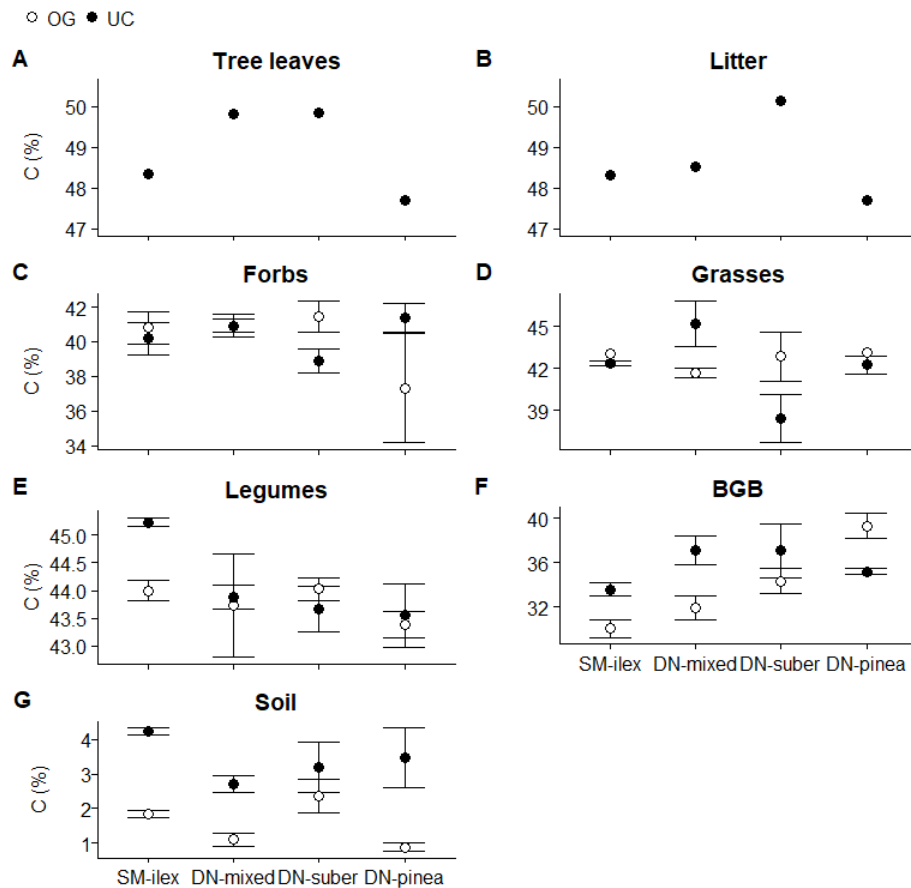 OG UC
A Tree leaves
B Litter
C (%)
50
49
48
47
50
49
48
47
C Forbs
D Grasses
C (%)
42
40
38
36
34
45
42
39
E Legumes
F BGB
C (%)
45.0
44.5
44.0
43.5
43.0
40
36
32
SM-ilex DN-mixed DN-suber DN-pinea
G Soil
C (%)
4
3
2
1
SM-ilex DN-mixed DN-suber DN-pinea